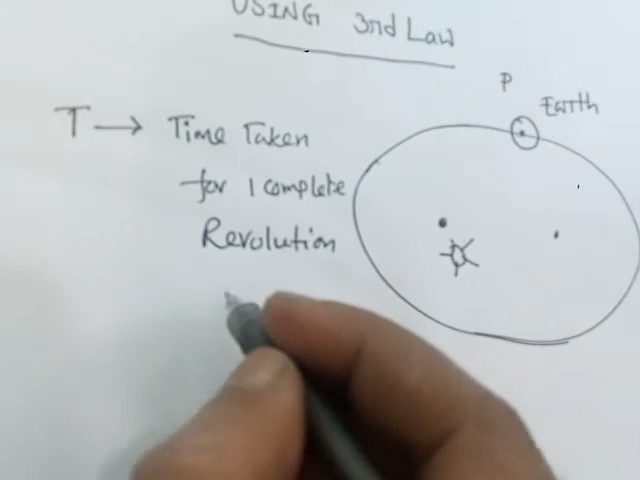 USING 3rd Law
P
Earth
T → Time Taken
for 1 complete
Revolution